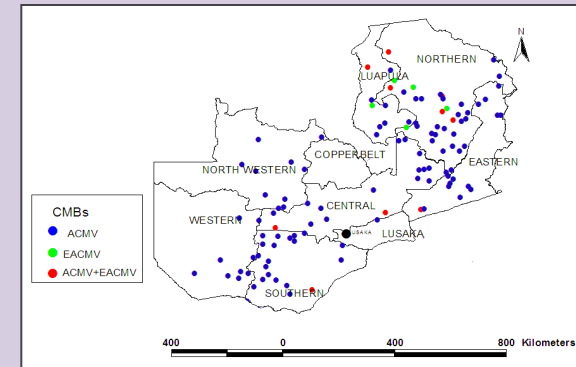 N
NORTHERN
LUAPULA
COPPERBELT
NORTH WESTERN
EASTERN
CMBs
ACMV
EACMV
ACMV+EACMV
CENTRAL
WESTERN
LUSAKA
LUSAKA
SOUTHERN
400 0 400 800 Kilometers